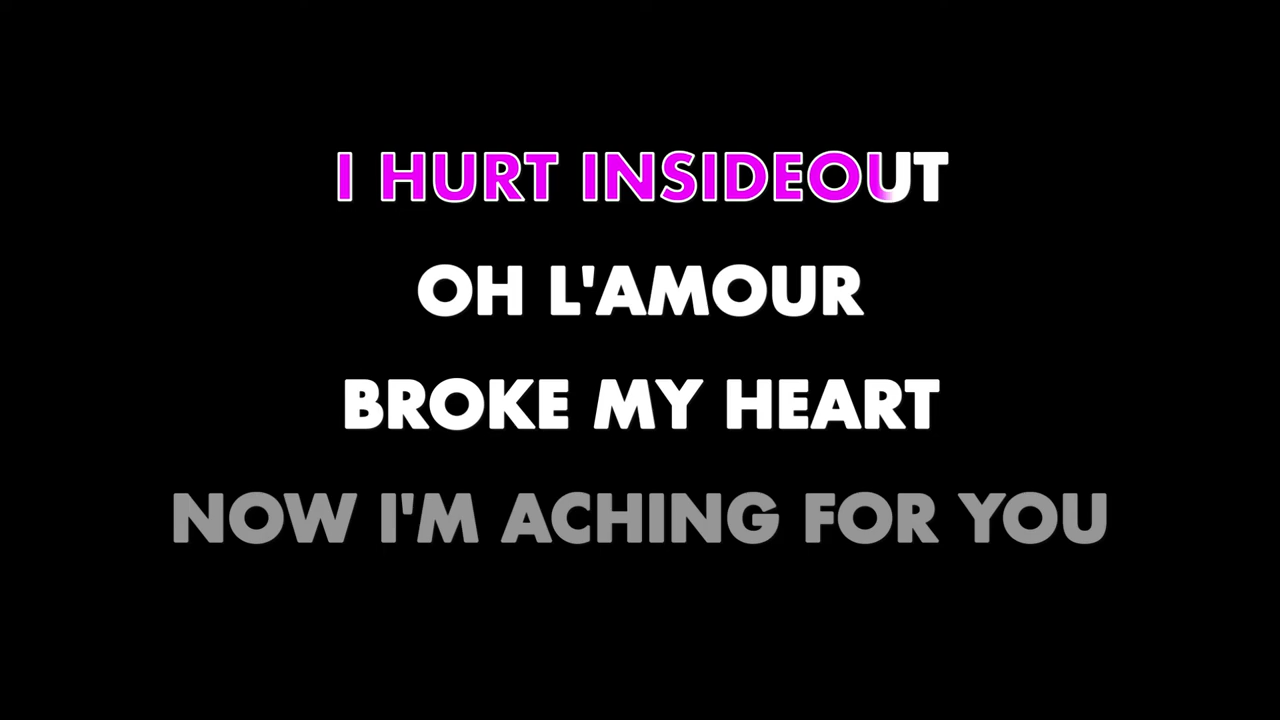 I HURT INSIDEOUT
OH L'AMOUR
BROKE MY HEART
NOW I'M ACHING FOR YOU